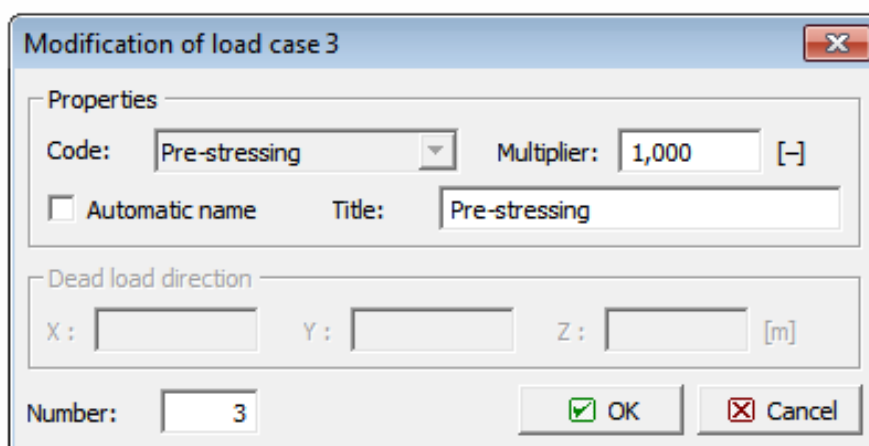 Modification of load case 3
Properties
Code: Pre-stressing Multiplier: 1,000 [–]
Automatic name Title: Pre-stressing
Dead load direction
X : Y : Z : [m]
Number: 3 OK Cancel